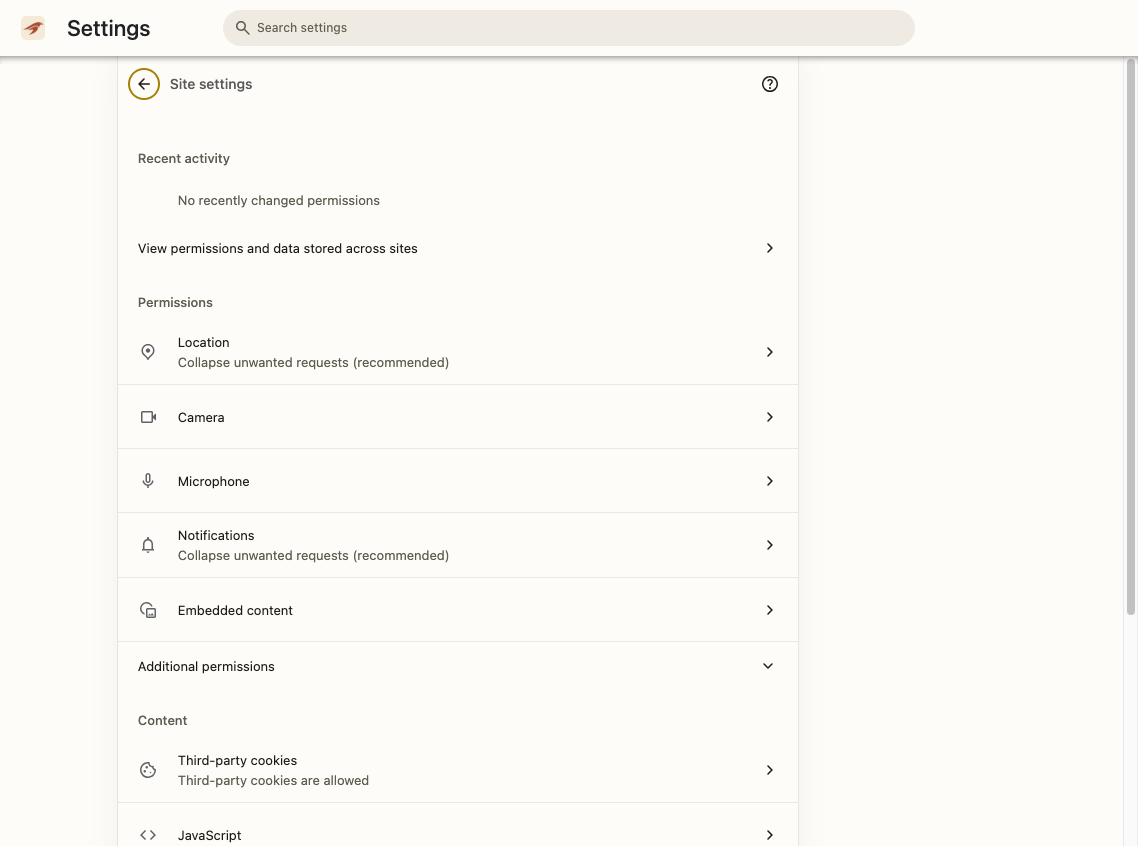 Settings
Search settings
Site settings
Recent activity
No recently changed permissions
View permissions and data stored across sites
Permissions
Location
Collapse unwanted requests (recommended)
Camera
Microphone
Notifications
Collapse unwanted requests (recommended)
Embedded content
Additional permissions
Content
Third-party cookies
Third-party cookies are allowed
JavaScript